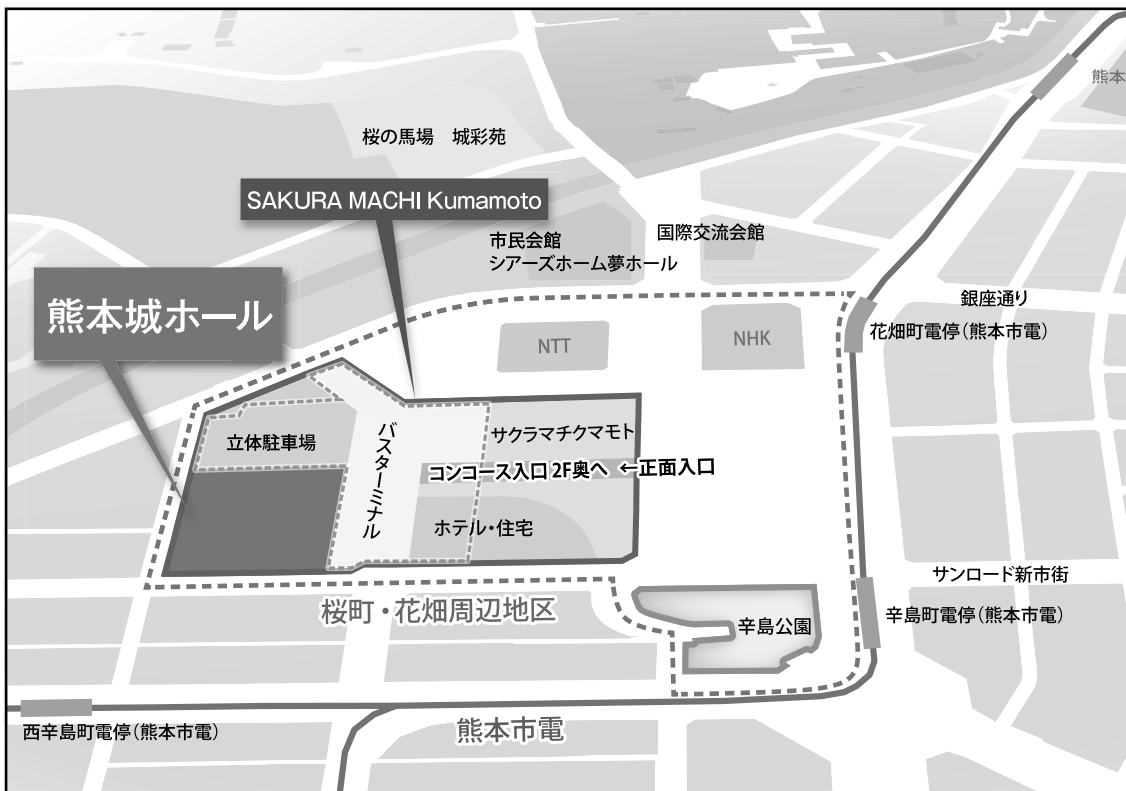 熊本
桜の馬場 城彩苑
SAKURA MACHI Kumamoto
市民会館
シアーズホーム夢ホール
国際交流会館
熊本城ホール
銀座通り
花畑町電停(熊本市電)
NTT
NHK
立体駐車場
バスターミナル
サクラマチクマモト
コンコース入口 2F奥へ ←正面入口
ホテル・住宅
サンロード新市街
桜町・花畑周辺地区
辛島公園
辛島町電停(熊本市電)
西辛島町電停(熊本市電)
熊本市電